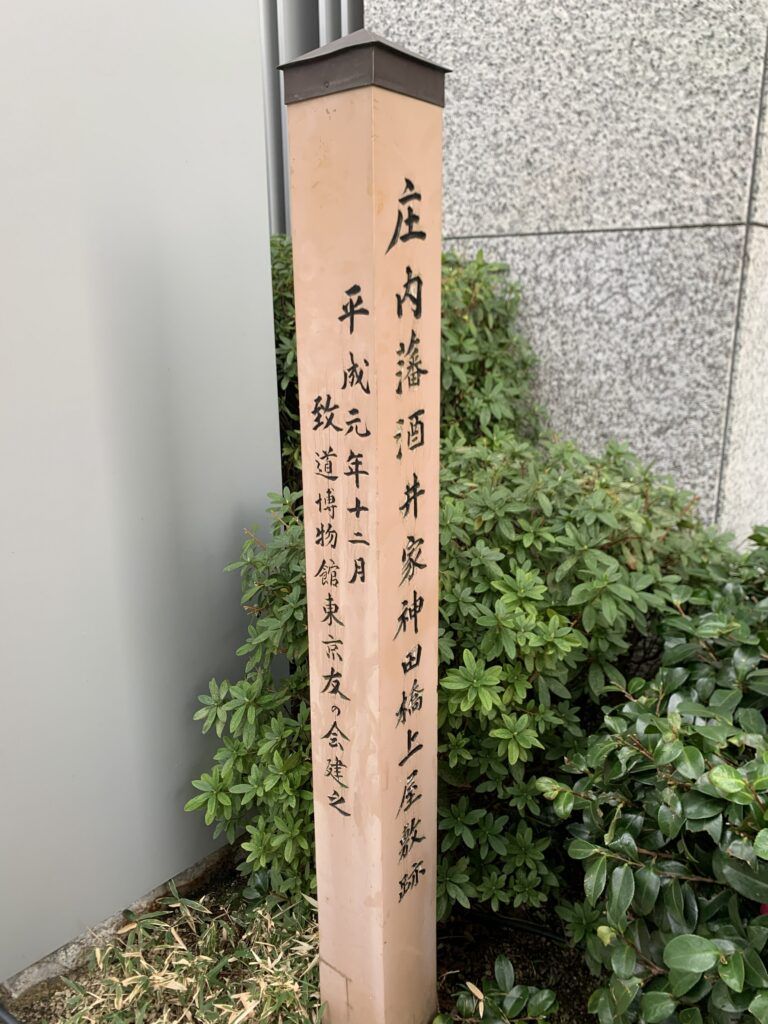 庄内藩酒井家神田橋上屋敷跡
平成元年十二月
致道博物館東京友の会建之